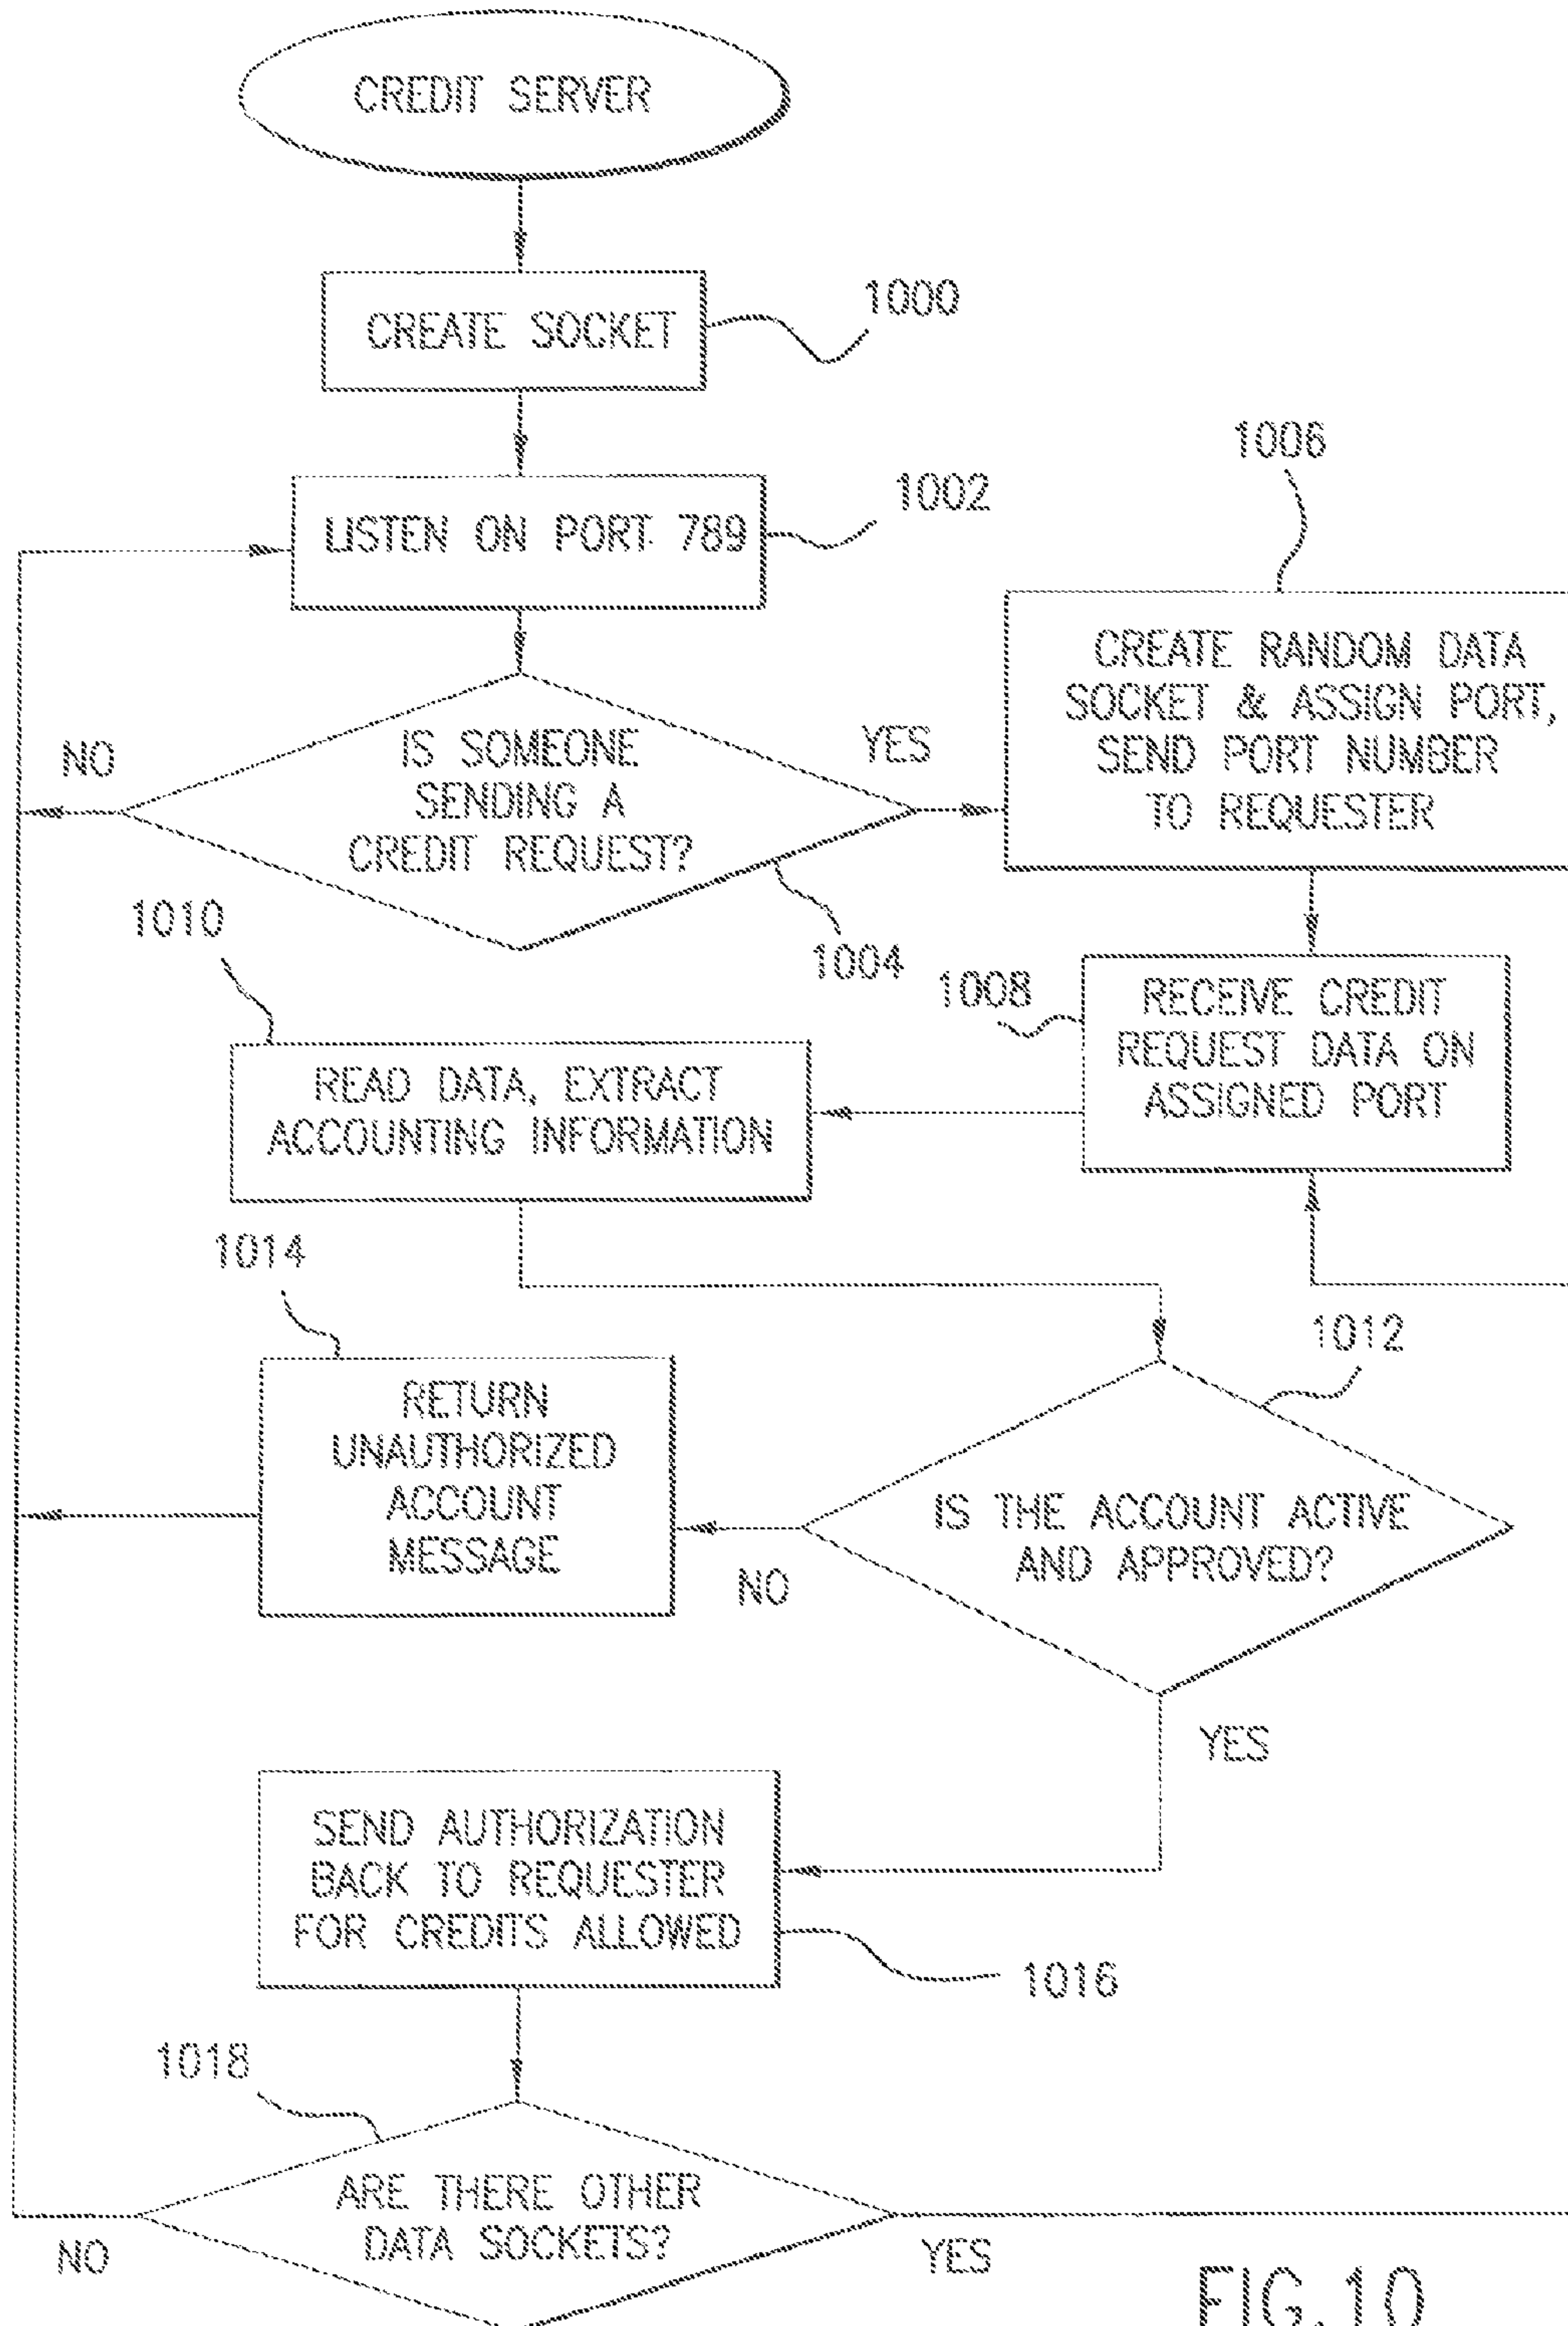 CREDIT SERVER
CREATE SOCKET
1000
LISTEN ON PORT 789
1002
1006
CREATE RANDOM DATA
SOCKET & ASSIGN PORT,
SEND PORT NUMBER
TO REQUESTER
NO
IS SOMEONE
SENDING A
CREDIT REQUEST?
YES
1004
1010
1008
RECEIVE CREDIT
REQUEST DATA ON
ASSIGNED PORT
READ DATA, EXTRACT
ACCOUNTING INFORMATION
1014
1012
RETURN
UNAUTHORIZED
ACCOUNT
MESSAGE
NO
IS THE ACCOUNT ACTIVE
AND APPROVED?
YES
SEND AUTHORIZATION
BACK TO REQUESTER
FOR CREDITS ALLOWED
1016
1018
ARE THERE OTHER
DATA SOCKETS?
NO
YES
FIG.10